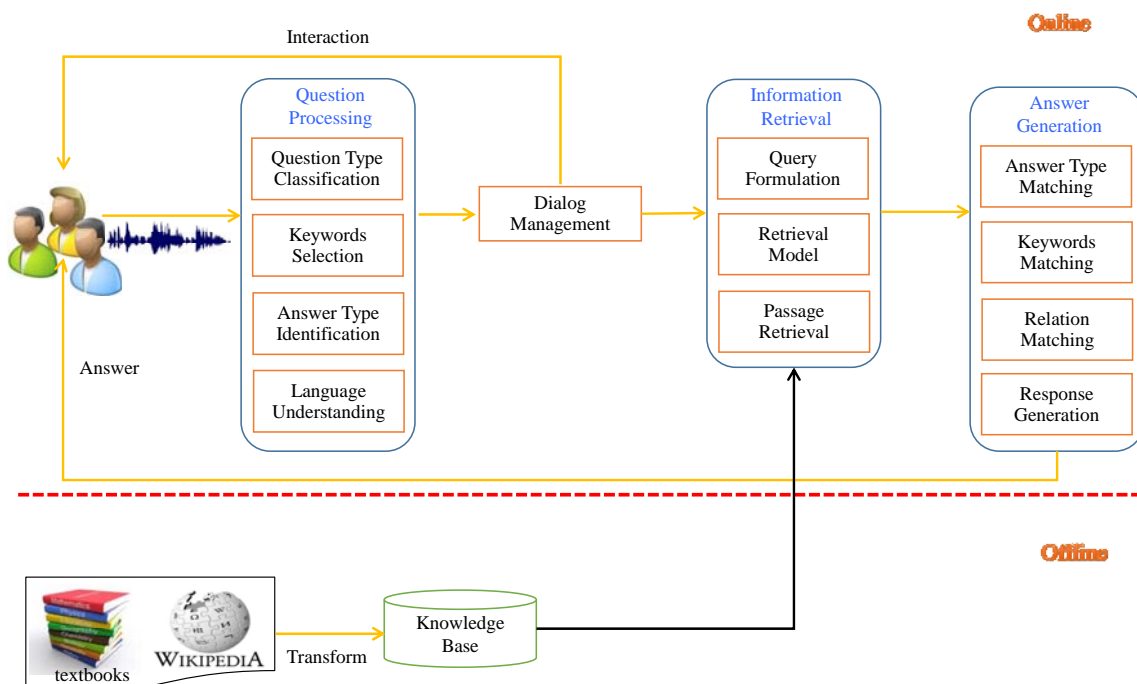 Online
Interaction
Question
Processing
Question Type
Classification
Keywords
Selection
Answer Type
Identification
Language
Understanding
Dialog
Management
Information
Retrieval
Query
Formulation
Retrieval
Model
Passage
Retrieval
Answer
Generation
Answer Type
Matching
Keywords
Matching
Relation
Matching
Response
Generation
Answer
Offline
textbooks
WIKIPEDIA
Transform
Knowledge
Base